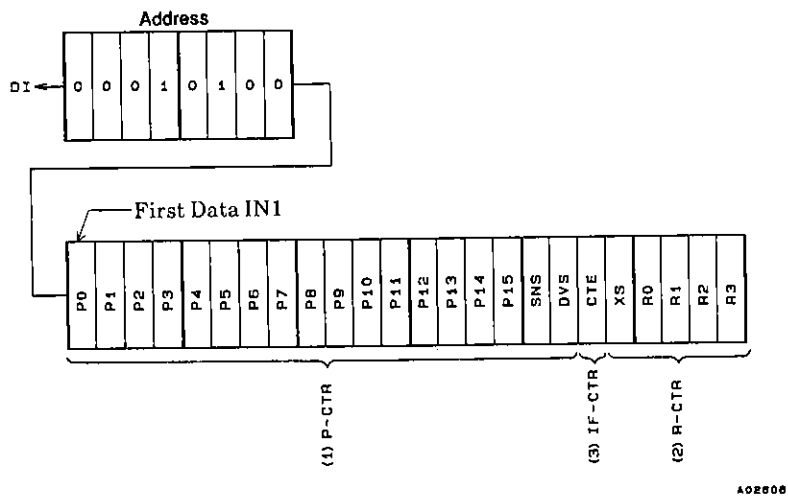 Address
DI 0 0 0 1 0 1 0 0
First Data IN1
P0 P1 P2 P3 P4 P5 P6 P7 P8 P9 P10 P11 P12 P13 P14 P15 SNS DVS CTE XS R0 R1 R2 R3
(1) P-CTR
(3) IF-CTR
(2) R-CTR
A02608